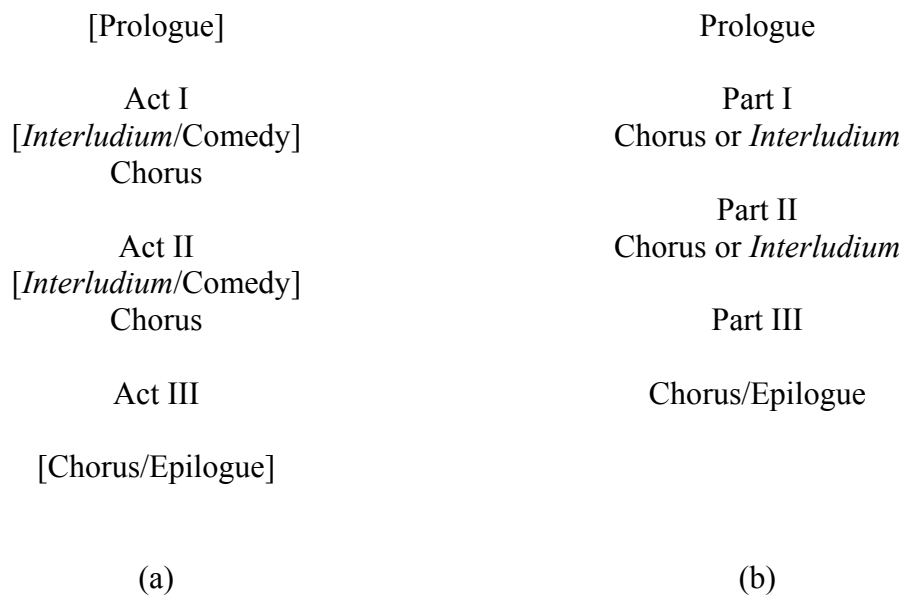 [Prologue]
Act I
[Interludium/Comedy]
Chorus
Act II
[Interludium/Comedy]
Chorus
Act III
[Chorus/Epilogue]
(a)
Prologue
Part I
Chorus or Interludium
Part II
Chorus or Interludium
Part III
Chorus/Epilogue
(b)